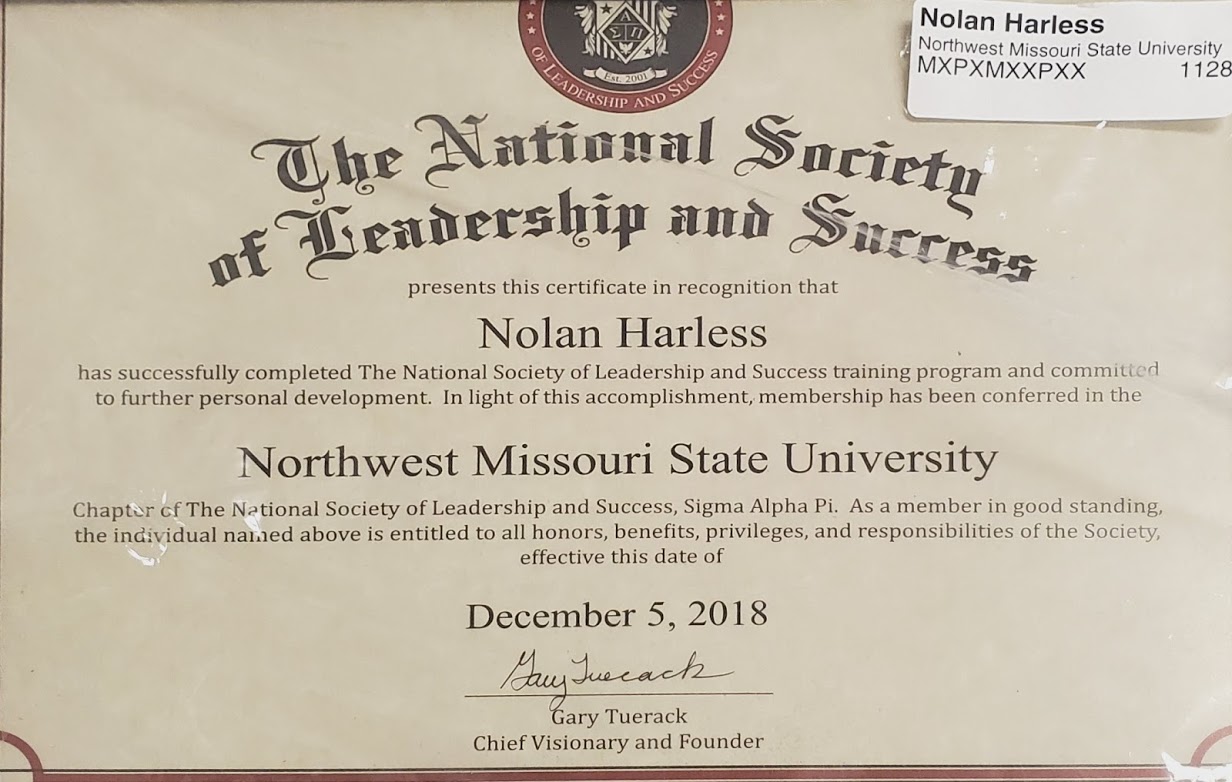 Nolan Harless
Northwest Missouri State University
MXPXMXXPXX 1128
Α
Σ Π
Est. 2001
OF LEADERSHIP AND SUCCESS
The National Society
of Leadership and Success
presents this certificate in recognition that
Nolan Harless
has successfully completed The National Society of Leadership and Success training program and committed
to further personal development. In light of this accomplishment, membership has been conferred in the
Northwest Missouri State University
Chapter of The National Society of Leadership and Success, Sigma Alpha Pi. As a member in good standing,
the individual named above is entitled to all honors, benefits, privileges, and responsibilities of the Society,
effective this date of
December 5, 2018
Gary Tuerack
Gary Tuerack
Chief Visionary and Founder